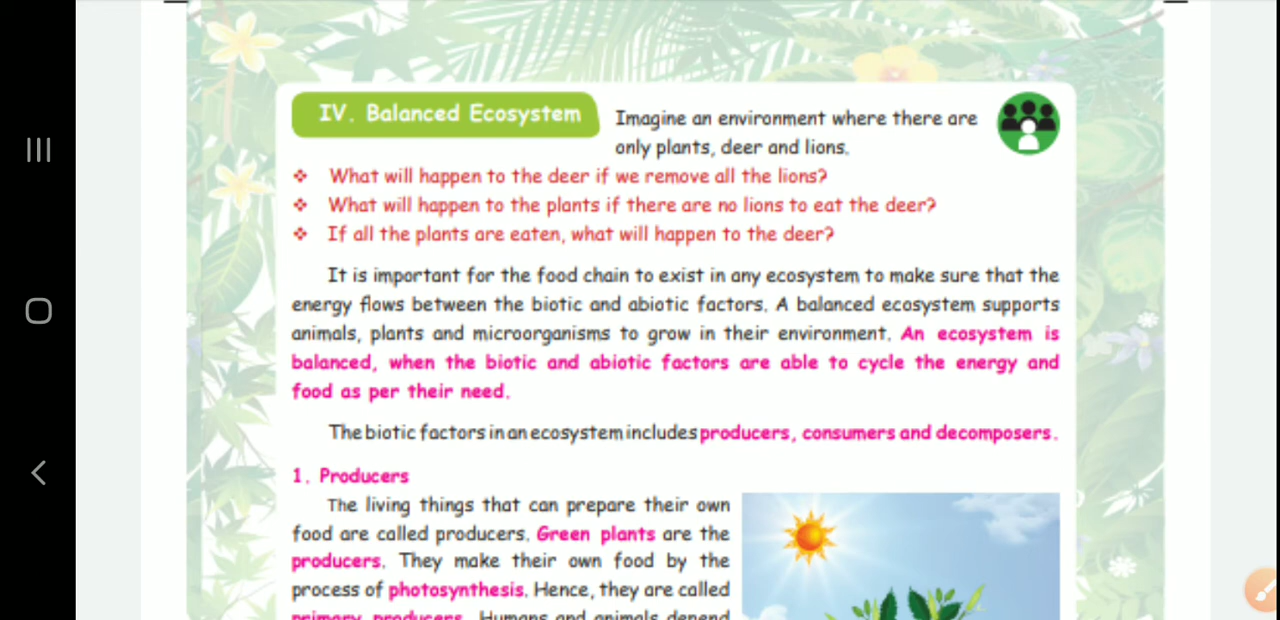 IV. Balanced Ecosystem
Imagine an environment where there are
only plants, deer and lions.
❖ What will happen to the deer if we remove all the lions?
❖ What will happen to the plants if there are no lions to eat the deer?
❖ If all the plants are eaten, what will happen to the deer?
It is important for the food chain to exist in any ecosystem to make sure that the
energy flows between the biotic and abiotic factors. A balanced ecosystem supports
animals, plants and microorganisms to grow in their environment. An ecosystem is
balanced, when the biotic and abiotic factors are able to cycle the energy and
food as per their need.
The biotic factors in an ecosystem includes producers, consumers and decomposers.
1. Producers
The living things that can prepare their own
food are called producers. Green plants are the
producers. They make their own food by the
process of photosynthesis. Hence, they are called
primary producers. Humans and animals depend